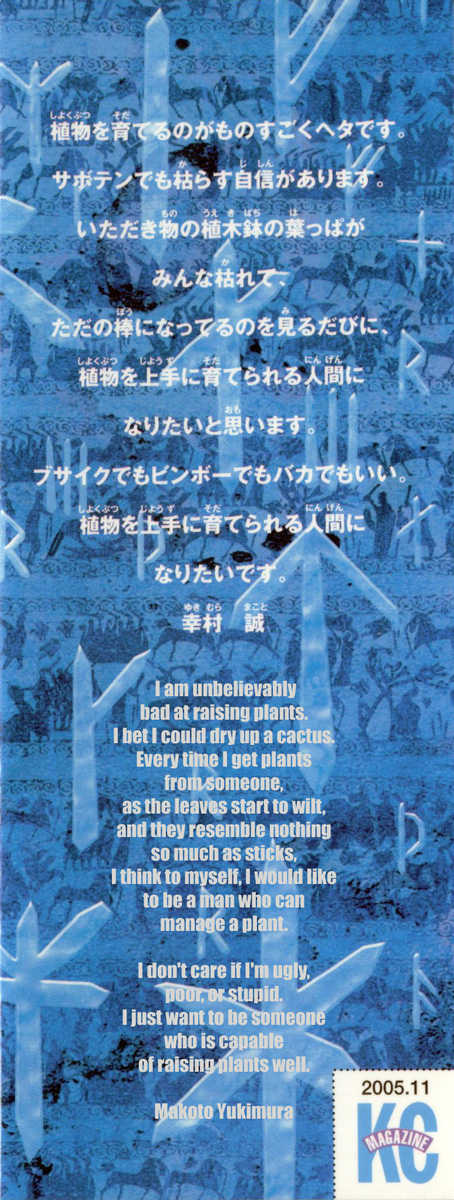 植物を育てるのがものすごくヘタです。
サボテンでも枯らす自信があります。
いただき物の植木鉢の葉っぱが
みんな枯れて、
ただの棒になってるのを見るだびに、
植物を上手に育てられる人間に
なりたいと思います。
ブサイクでもビンボーでもバカでもいい。
植物を上手に育てられる人間に
なりたいです。
幸村 誠
I am unbelievably
bad at raising plants.
I bet I could dry up a cactus.
Every time I get plants
from someone,
as the leaves start to wilt,
and they resemble nothing
so much as sticks,
I think to myself, I would like
to be a man who can
manage a plant.
I don't care if I'm ugly,
poor, or stupid.
I just want to be someone
who is capable
of raising plants well.
Makoto Yukimura
2005.11
KC
MAGAZINE